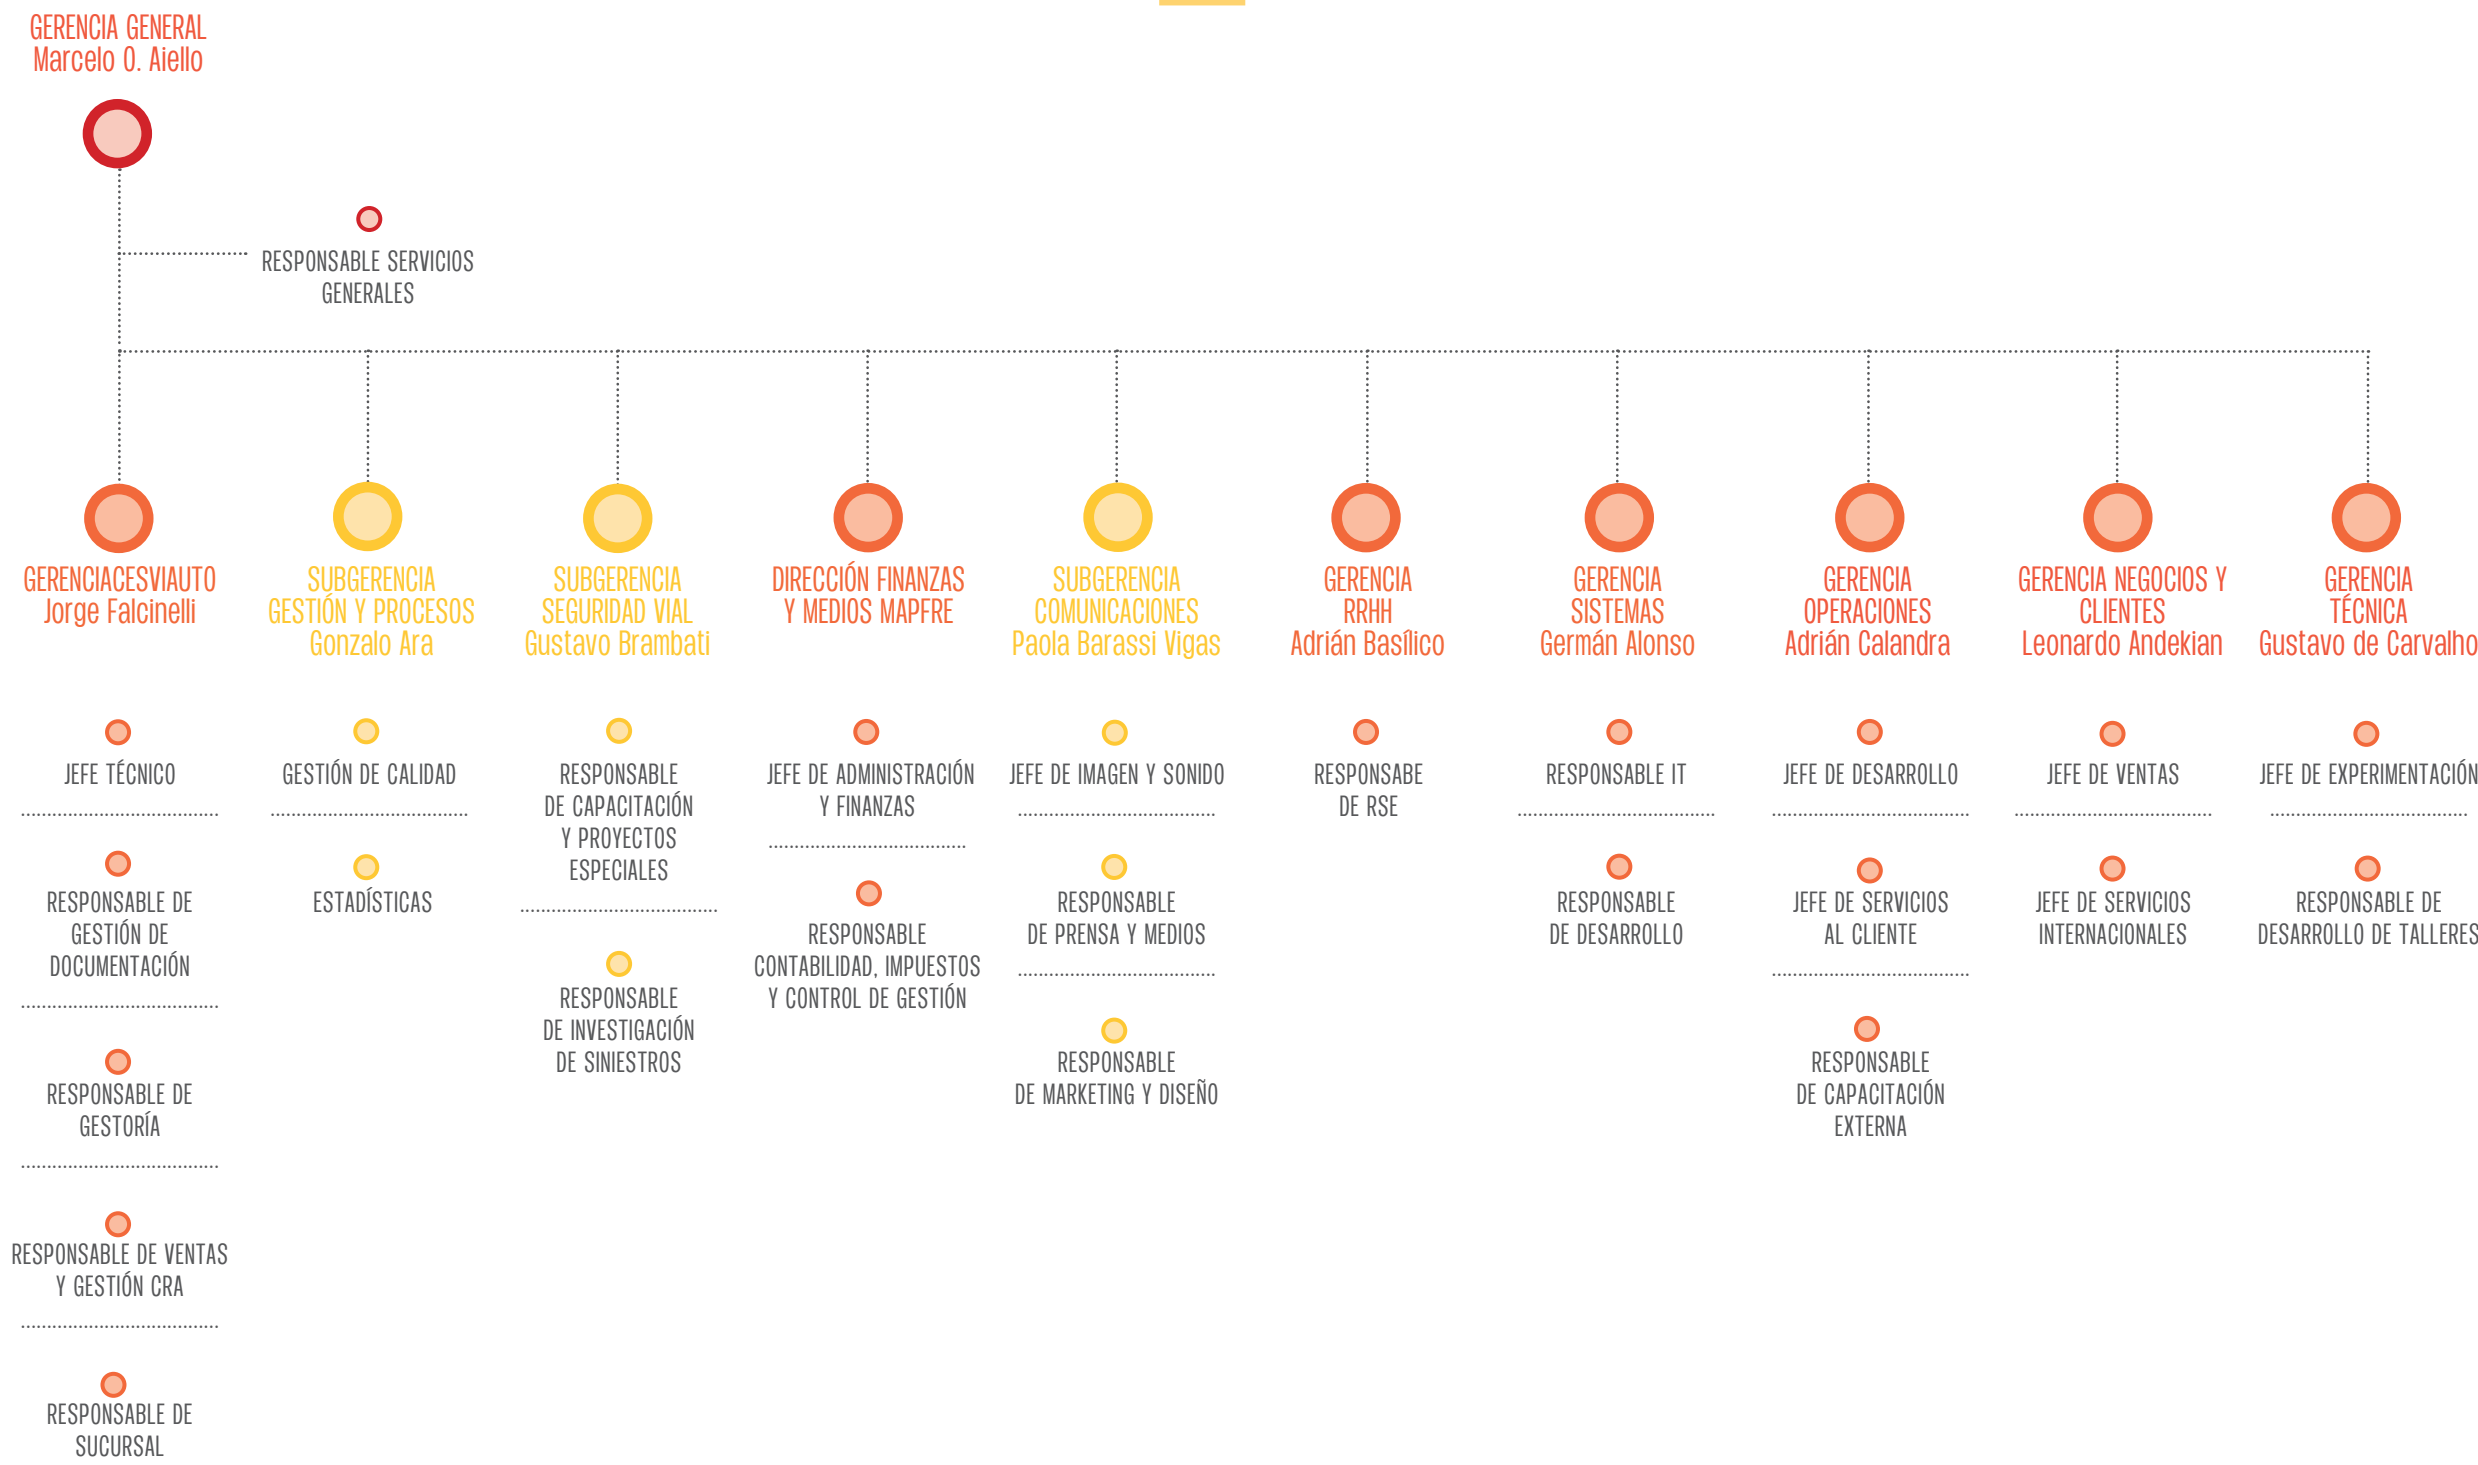 GERENCIA GENERAL
Marcelo O. Aiello
RESPONSABLE SERVICIOS
GENERALES
GERENCIACESVIAUTO
Jorge Falcinelli
JEFE TÉCNICO
RESPONSABLE DE
GESTIÓN DE
DOCUMENTACIÓN
RESPONSABLE DE
GESTORÍA
RESPONSABLE DE VENTAS
Y GESTIÓN CRA
RESPONSABLE DE
SUCURSAL
SUBGERENCIA
GESTIÓN Y PROCESOS
Gonzalo Ara
GESTIÓN DE CALIDAD
ESTADÍSTICAS
SUBGERENCIA
SEGURIDAD VIAL
Gustavo Brambati
RESPONSABLE
DE CAPACITACIÓN
Y PROYECTOS
ESPECIALES
RESPONSABLE
DE INVESTIGACIÓN
DE SINIESTROS
DIRECCIÓN FINANZAS
Y MEDIOS MAPFRE
JEFE DE ADMINISTRACIÓN
Y FINANZAS
RESPONSABLE
CONTABILIDAD, IMPUESTOS
Y CONTROL DE GESTIÓN
SUBGERENCIA
COMUNICACIONES
Paola Barassi Vigas
JEFE DE IMAGEN Y SONIDO
RESPONSABLE
DE PRENSA Y MEDIOS
RESPONSABLE
DE MARKETING Y DISEÑO
GERENCIA
RRHH
Adrián Basílico
RESPONSABE
DE RSE
GERENCIA
SISTEMAS
Germán Alonso
RESPONSABLE IT
RESPONSABLE
DE DESARROLLO
GERENCIA
OPERACIONES
Adrián Calandra
JEFE DE DESARROLLO
JEFE DE SERVICIOS
AL CLIENTE
RESPONSABLE
DE CAPACITACIÓN
EXTERNA
GERENCIA NEGOCIOS Y
CLIENTES
Leonardo Andekian
JEFE DE VENTAS
JEFE DE SERVICIOS
INTERNACIONALES
GERENCIA
TÉCNICA
Gustavo de Carvalho
JEFE DE EXPERIMENTACIÓN
RESPONSABLE DE
DESARROLLO DE TALLERES